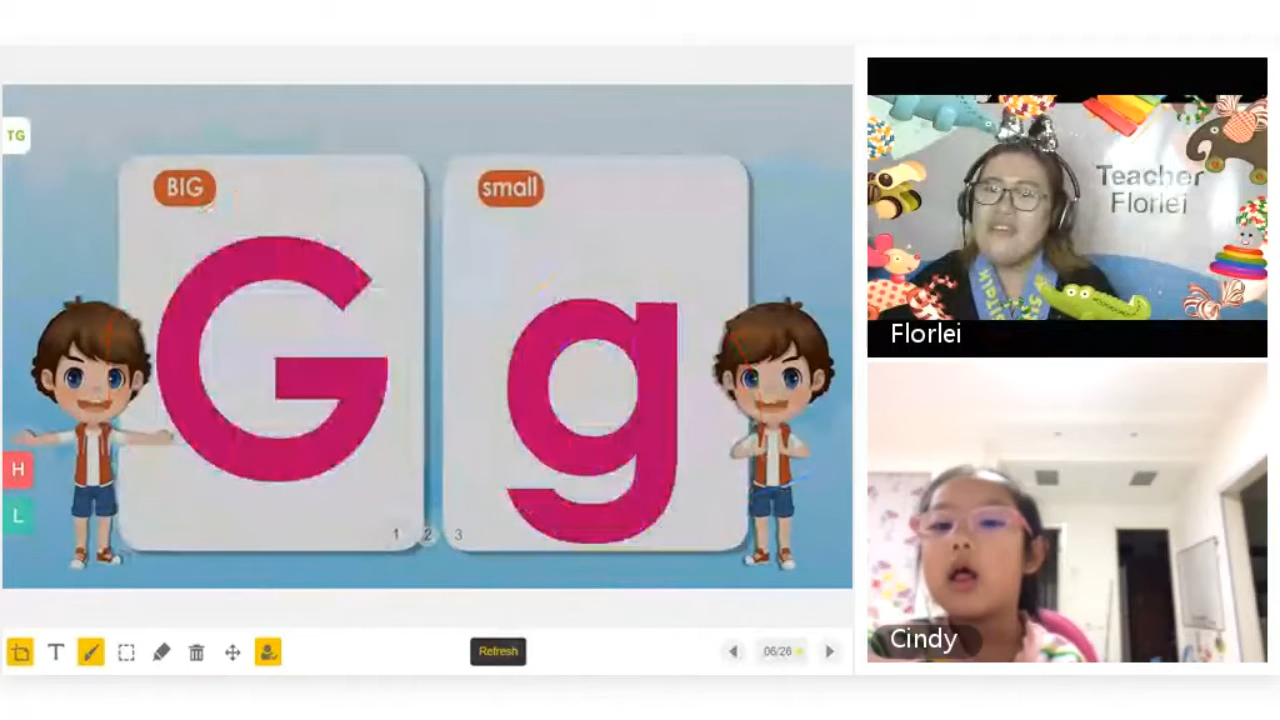 TG
BIG
small
G
g
H
L
1 2 3
T
Refresh
06/26
Teacher
Florlei
Florlei
Cindy